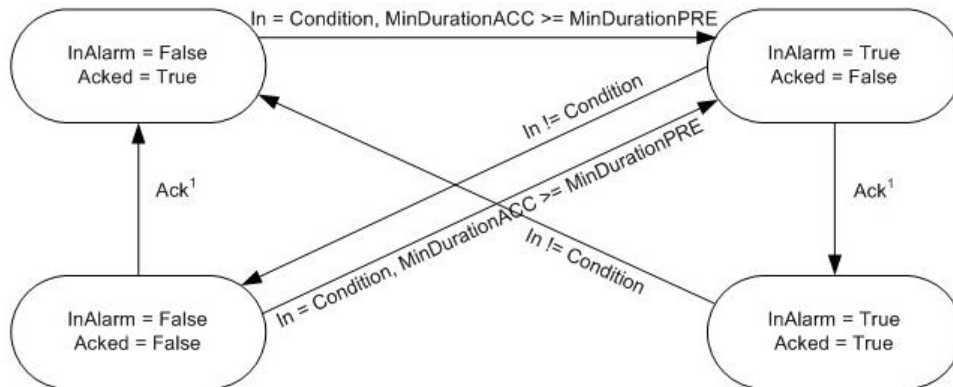 In = Condition, MinDurationACC >= MinDurationPRE
InAlarm = False
Acked = True
InAlarm = True
Acked = False
In != Condition
In = Condition, MinDurationACC >= MinDurationPRE
In != Condition
Ack¹
Ack¹
InAlarm = False
Acked = False
InAlarm = True
Acked = True